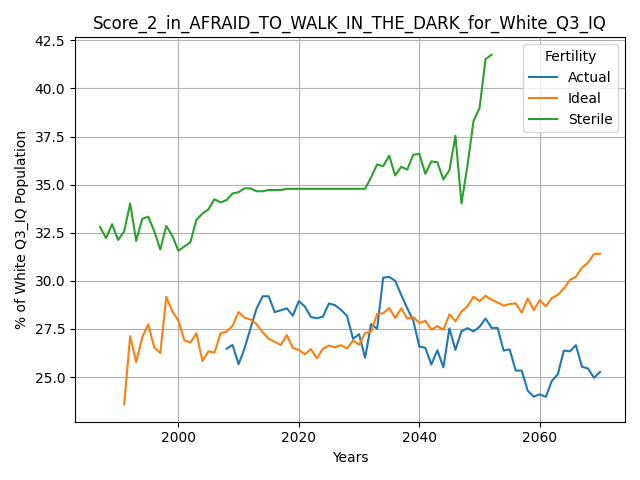 Score_2_in_AFRAID_TO_WALK_IN_THE_DARK_for_White_Q3_IQ
% of White Q3_IQ Population
42.5
40.0
37.5
35.0
32.5
30.0
27.5
25.0
Fertility
Actual
Ideal
Sterile
2000 2020 2040 2060
Years